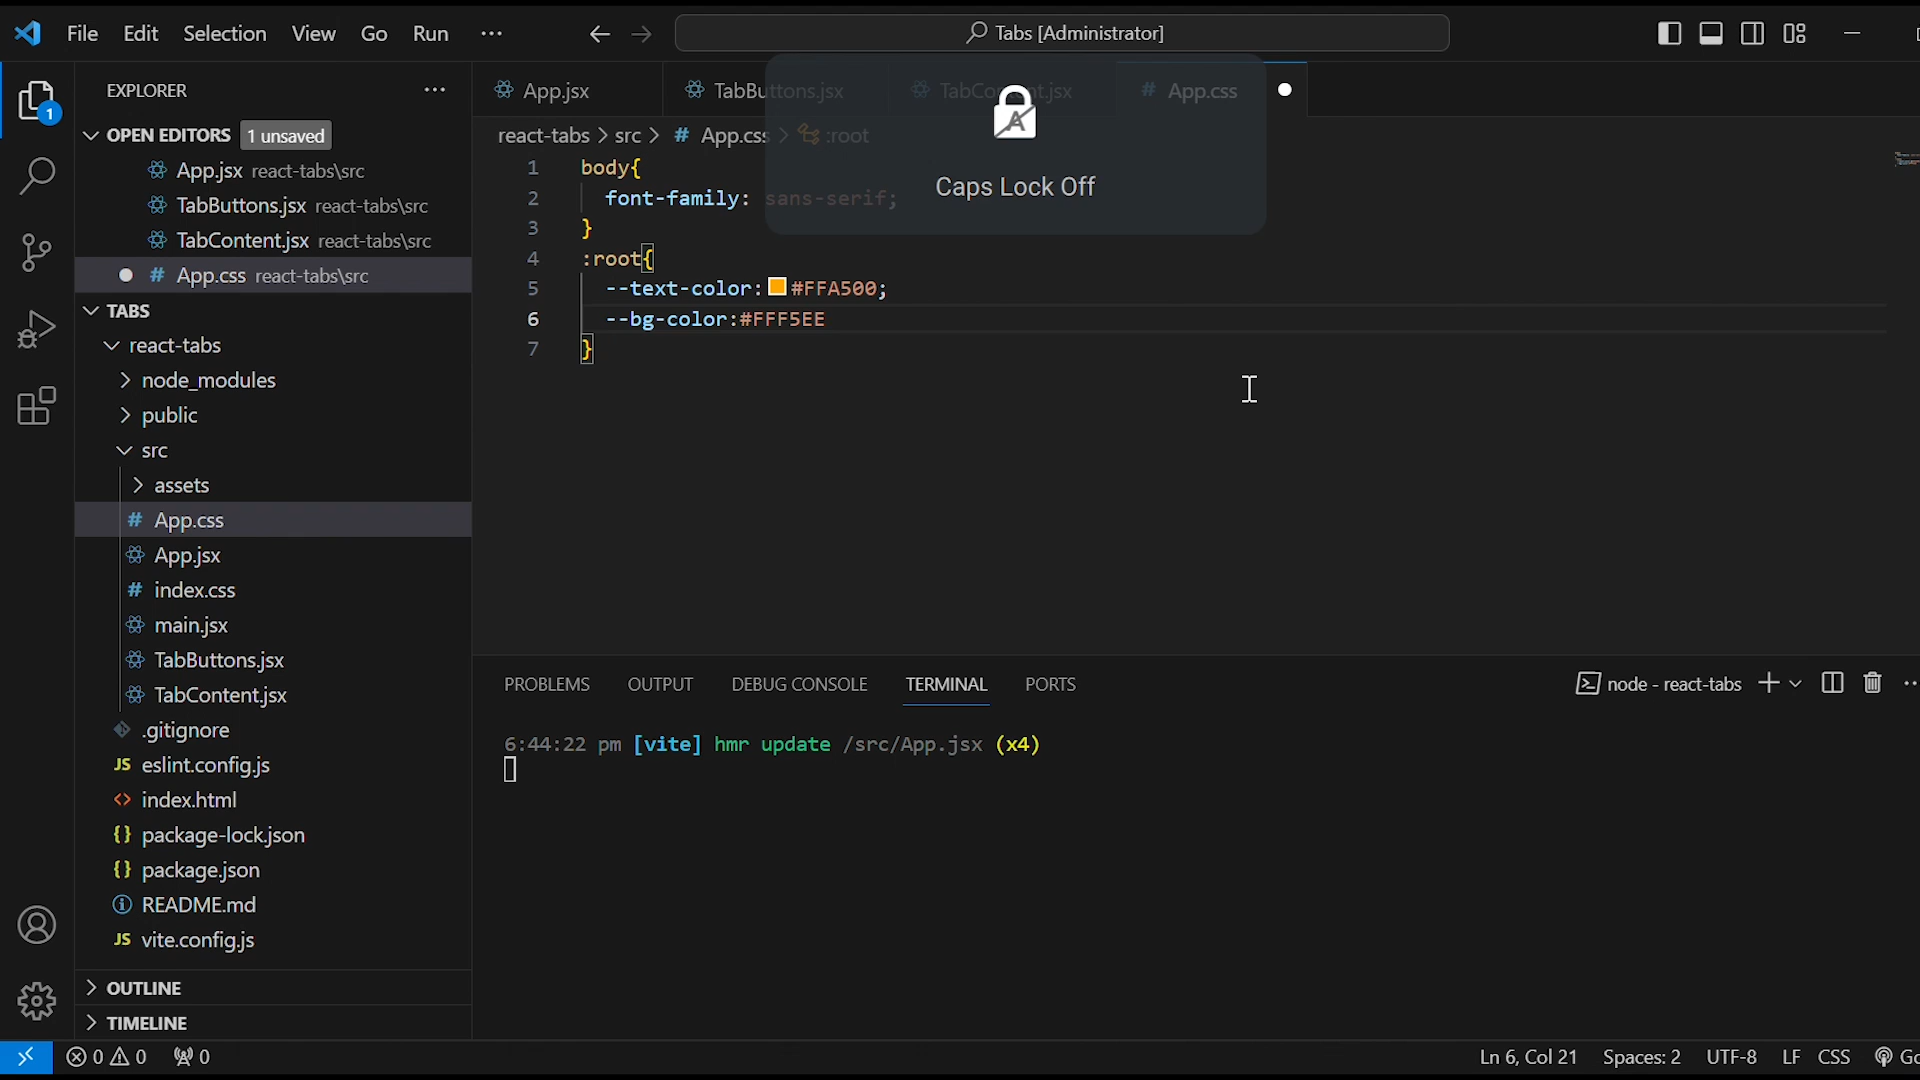 File Edit Selection View Go Run ··· Tabs [Administrator]
EXPLORER ···
OPEN EDITORS 1 unsaved
App.jsx react-tabs\src
TabButtons.jsx react-tabs\src
TabContent.jsx react-tabs\src
# App.css react-tabs\src
TABS
react-tabs
node_modules
public
src
assets
# App.css
App.jsx
# index.css
main.jsx
TabButtons.jsx
TabContent.jsx
.gitignore
JS eslint.config.js
<> index.html
{} package-lock.json
{} package.json
README.md
JS vite.config.js
OUTLINE
TIMELINE
1
App.jsx TabButtons.jsx TabContent.jsx # App.css
Caps Lock Off
react-tabs > src > # App.css > :root
1 body{
2 font-family: sans-serif;
3 }
4 :root{
5 --text-color: #FFA500;
6 --bg-color:#FFF5EE
7 }
PROBLEMS OUTPUT DEBUG CONSOLE TERMINAL PORTS node - react-tabs
6:44:22 pm [vite] hmr update /src/App.jsx (x4)
0 0 0 Ln 6, Col 21 Spaces: 2 UTF-8 LF CSS Go